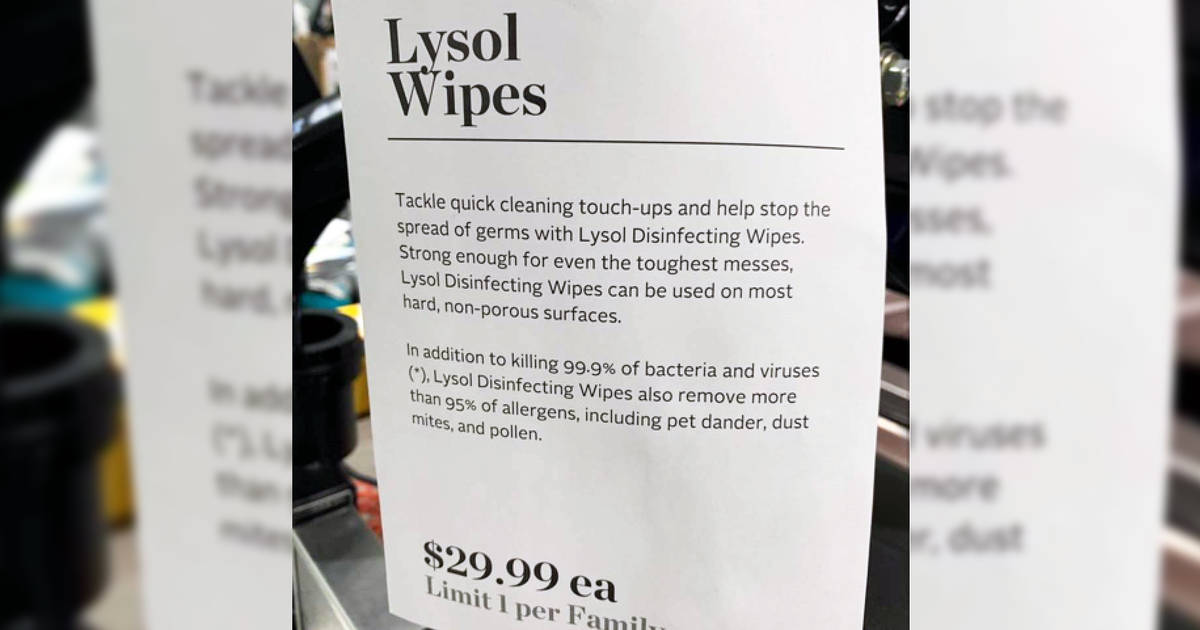 Lysol
Wipes
Tackle quick cleaning touch-ups and help stop the
spread of germs with Lysol Disinfecting Wipes.
Strong enough for even the toughest messes,
Lysol Disinfecting Wipes can be used on most
hard, non-porous surfaces.
In addition to killing 99.9% of bacteria and viruses
(*), Lysol Disinfecting Wipes also remove more
than 95% of allergens, including pet dander, dust
mites, and pollen.
$29.99 ea
Limit 1 per Family